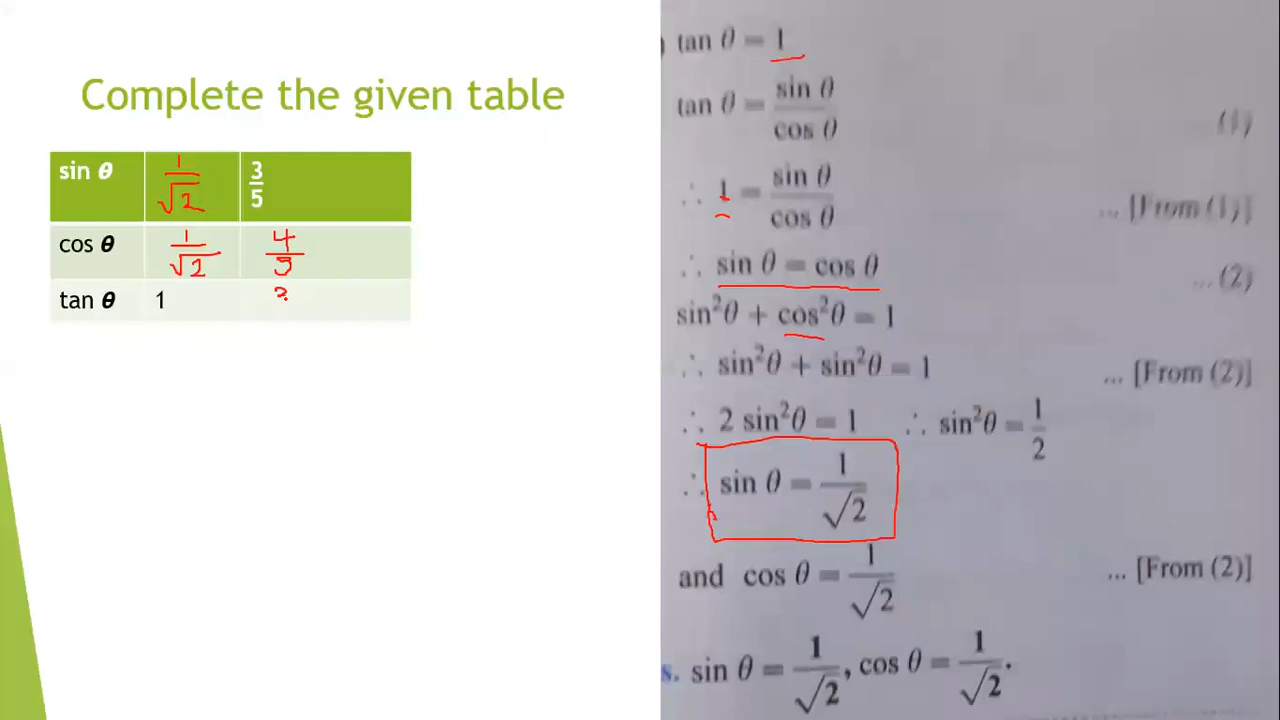 Complete the given table
sin θ 1/√2 3/5
cos θ 1/√2 4/5
tan θ 1
tan θ = 1
tan θ = sin θ/cos θ (1)
∴ 1 = sin θ/cos θ ... [From (1)]
∴ sin θ = cos θ ... (2)
sin²θ + cos²θ = 1
∴ sin²θ + sin²θ = 1 ... [From (2)]
∴ 2 sin²θ = 1 ∴ sin²θ = 1/2
∴ sin θ = 1/√2
and cos θ = 1/√2 ... [From (2)]
s. sin θ = 1/√2, cos θ = 1/√2.